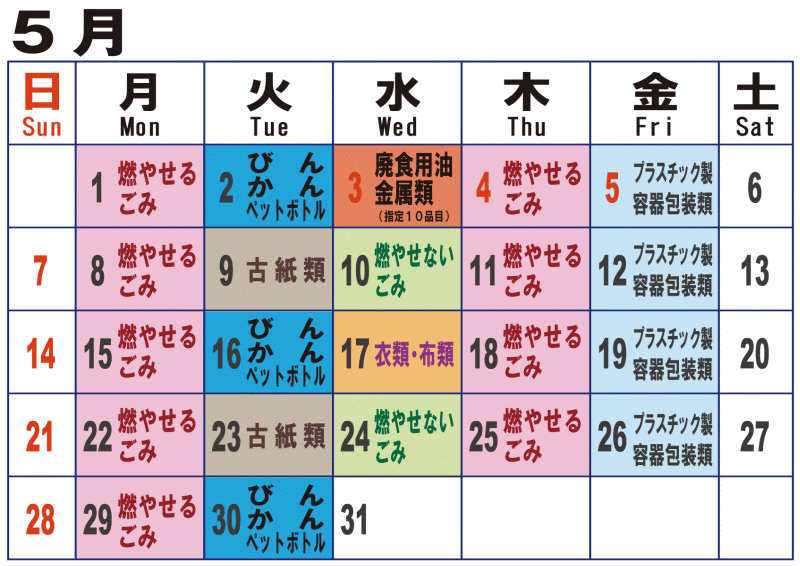 5月
日 月 火 水 木 金 土
Sun Mon Tue Wed Thu Fri Sat
1 燃やせる
ごみ
2 びん
かん
ペットボトル
3 廃食用油
金属類
(指定10品目)
4 燃やせる
ごみ
5 プラスチック製
容器包装類
6
7
8 燃やせる
ごみ
9 古紙類
10 燃やせない
ごみ
11 燃やせる
ごみ
12 プラスチック製
容器包装類
13
14
15 燃やせる
ごみ
16 びん
かん
ペットボトル
17 衣類・布類
18 燃やせる
ごみ
19 プラスチック製
容器包装類
20
21
22 燃やせる
ごみ
23 古紙類
24 燃やせない
ごみ
25 燃やせる
ごみ
26 プラスチック製
容器包装類
27
28
29 燃やせる
ごみ
30 びん
かん
ペットボトル
31